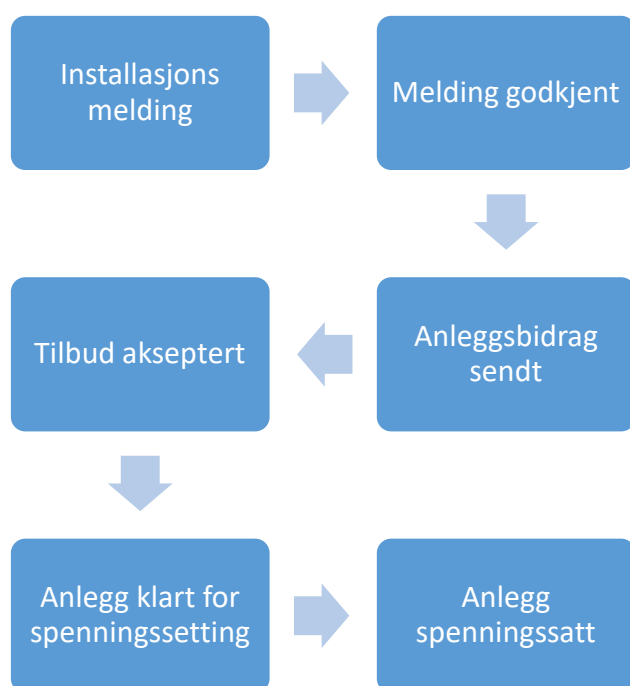 Installasjons
melding
Melding godkjent
Anleggsbidrag
sendt
Tilbud akseptert
Anlegg klart for
spenningssetting
Anlegg
spenningssatt